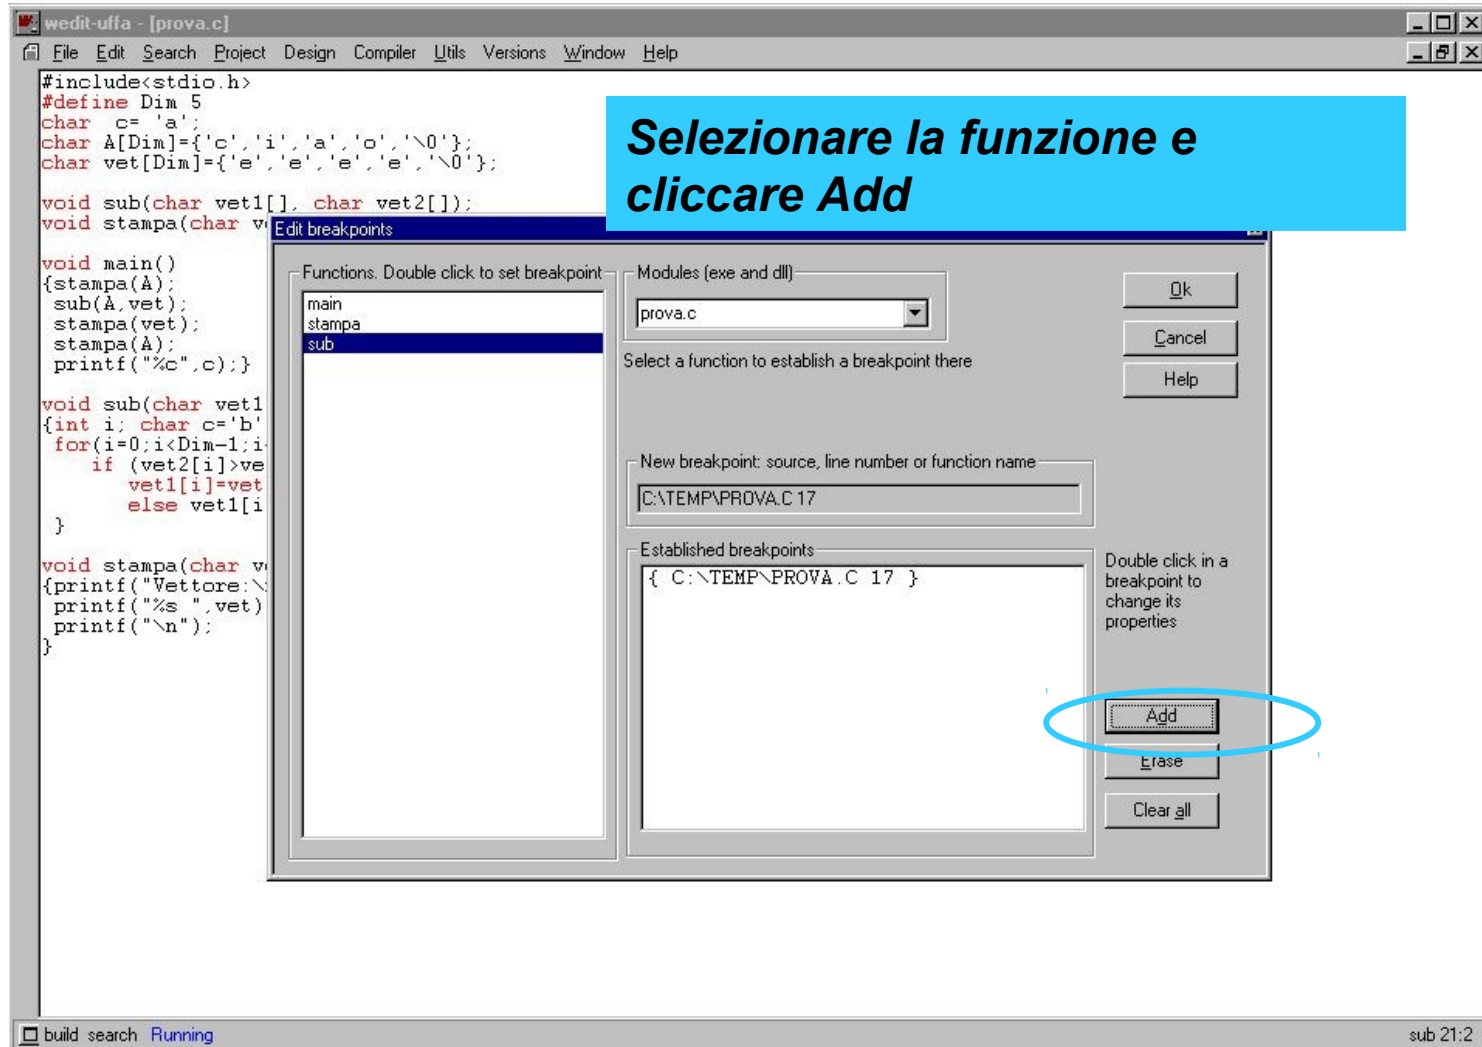 wedit-uffa - [prova.c]
File Edit Search Project Design Compiler Utils Versions Window Help
#include<stdio.h>
#define Dim 5
char c= 'a';
char A[Dim]={'c','i','a','o','\0'};
char vet[Dim]={'e','e','e','e','\0'};
void sub(char vet1[], char vet2[]);
void stampa(char v
void main()
{stampa(A);
sub(A,vet);
stampa(vet);
stampa(A);
printf("%c",c);}
void sub(char vet1
{int i; char c='b'
for(i=0;i<Dim-1;i
if (vet2[i]>ve
vet1[i]=vet
else vet1[i
}
void stampa(char v
{printf("Vettore:\
printf("%s ",vet)
printf("\n");
}
Selezionare la funzione e
cliccare Add
Edit breakpoints
Functions. Double click to set breakpoint
main
stampa
sub
Modules (exe and dll)
prova.c
Select a function to establish a breakpoint there
Ok
Cancel
Help
New breakpoint: source, line number or function name
C:\TEMP\PROVA.C 17
Established breakpoints
{ C:\TEMP\PROVA.C 17 }
Double click in a
breakpoint to
change its
properties
Add
Erase
Clear all
build search Running
sub 21:2